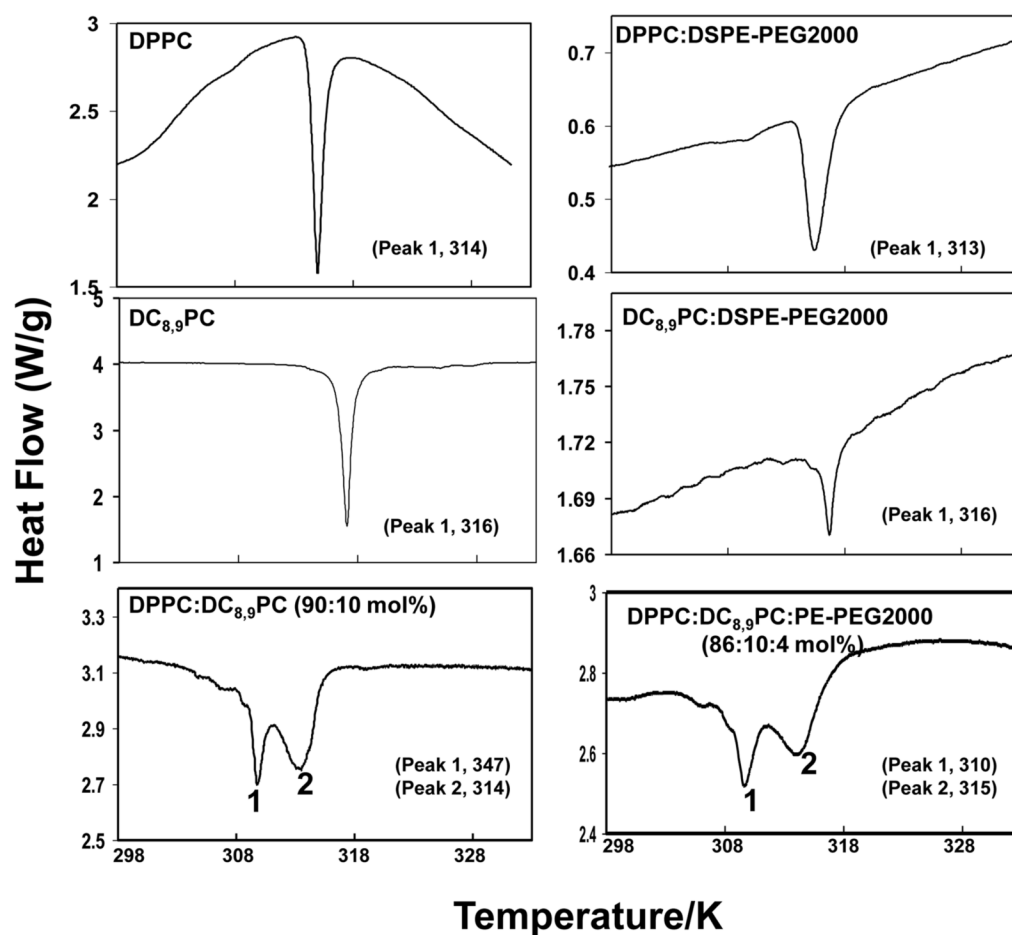 Heat Flow (W/g)
DPPC
3
2.5
2
1.5
(Peak 1, 314)
DPPC:DSPE-PEG2000
0.7
0.6
0.5
0.4
(Peak 1, 313)
DC8,9PC
5
4
3
2
1
(Peak 1, 316)
DC8,9PC:DSPE-PEG2000
1.78
1.75
1.72
1.69
1.66
(Peak 1, 316)
DPPC:DC8,9PC (90:10 mol%)
3.3
3.1
2.9
2.7
2.5
1
2
(Peak 1, 347)
(Peak 2, 314)
298
308
318
328
DPPC:DC8,9PC:PE-PEG2000
(86:10:4 mol%)
3
2.8
2.6
2.4
1
2
(Peak 1, 310)
(Peak 2, 315)
298
308
318
328
Temperature/K